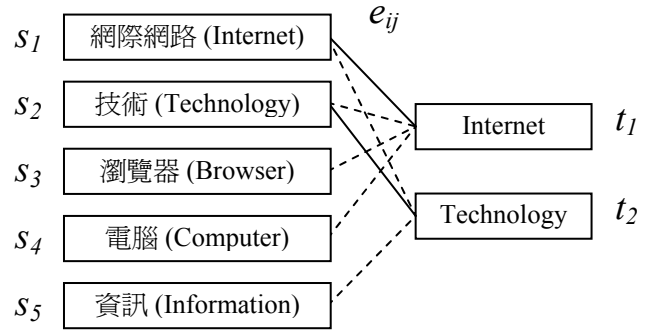 e_ij
s_1 網際網路 (Internet)
s_2 技術 (Technology)
Internet t_1
s_3 瀏覽器 (Browser)
Technology t_2
s_4 電腦 (Computer)
s_5 資訊 (Information)